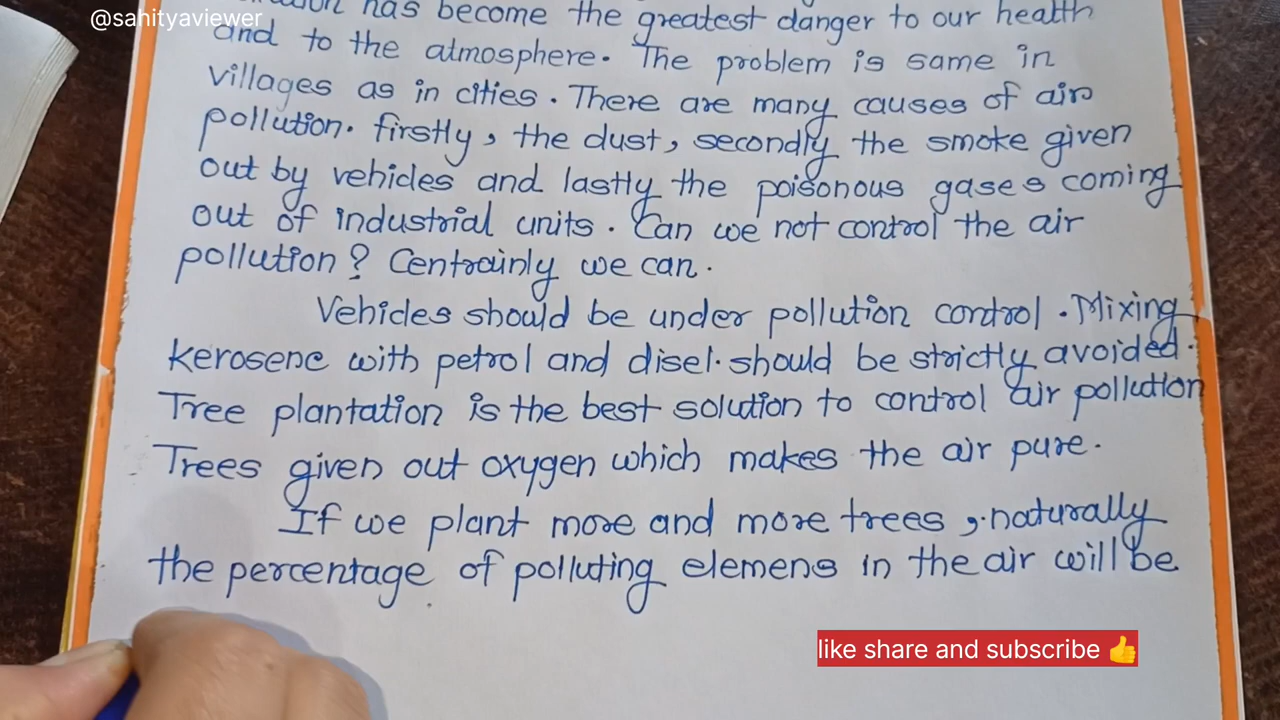 @sahityaviewer
has become the greatest danger to our health
and to the atmosphere. The problem is same in
villages as in cities. There are many causes of air
pollution. firstly, the dust, secondly the smoke given
out by vehicles and lastly the poisonous gases coming
out of industrial units. Can we not control the air
pollution? Centrainly we can.
Vehicles should be under pollution control. Mixing
kerosene with petrol and disel. should be strictly avoided.
Tree plantation is the best solution to control air pollution
Trees given out oxygen which makes the air pure.
If we plant more and more trees, naturally
the percentage of polluting elemens in the air will be
like share and subscribe 👍